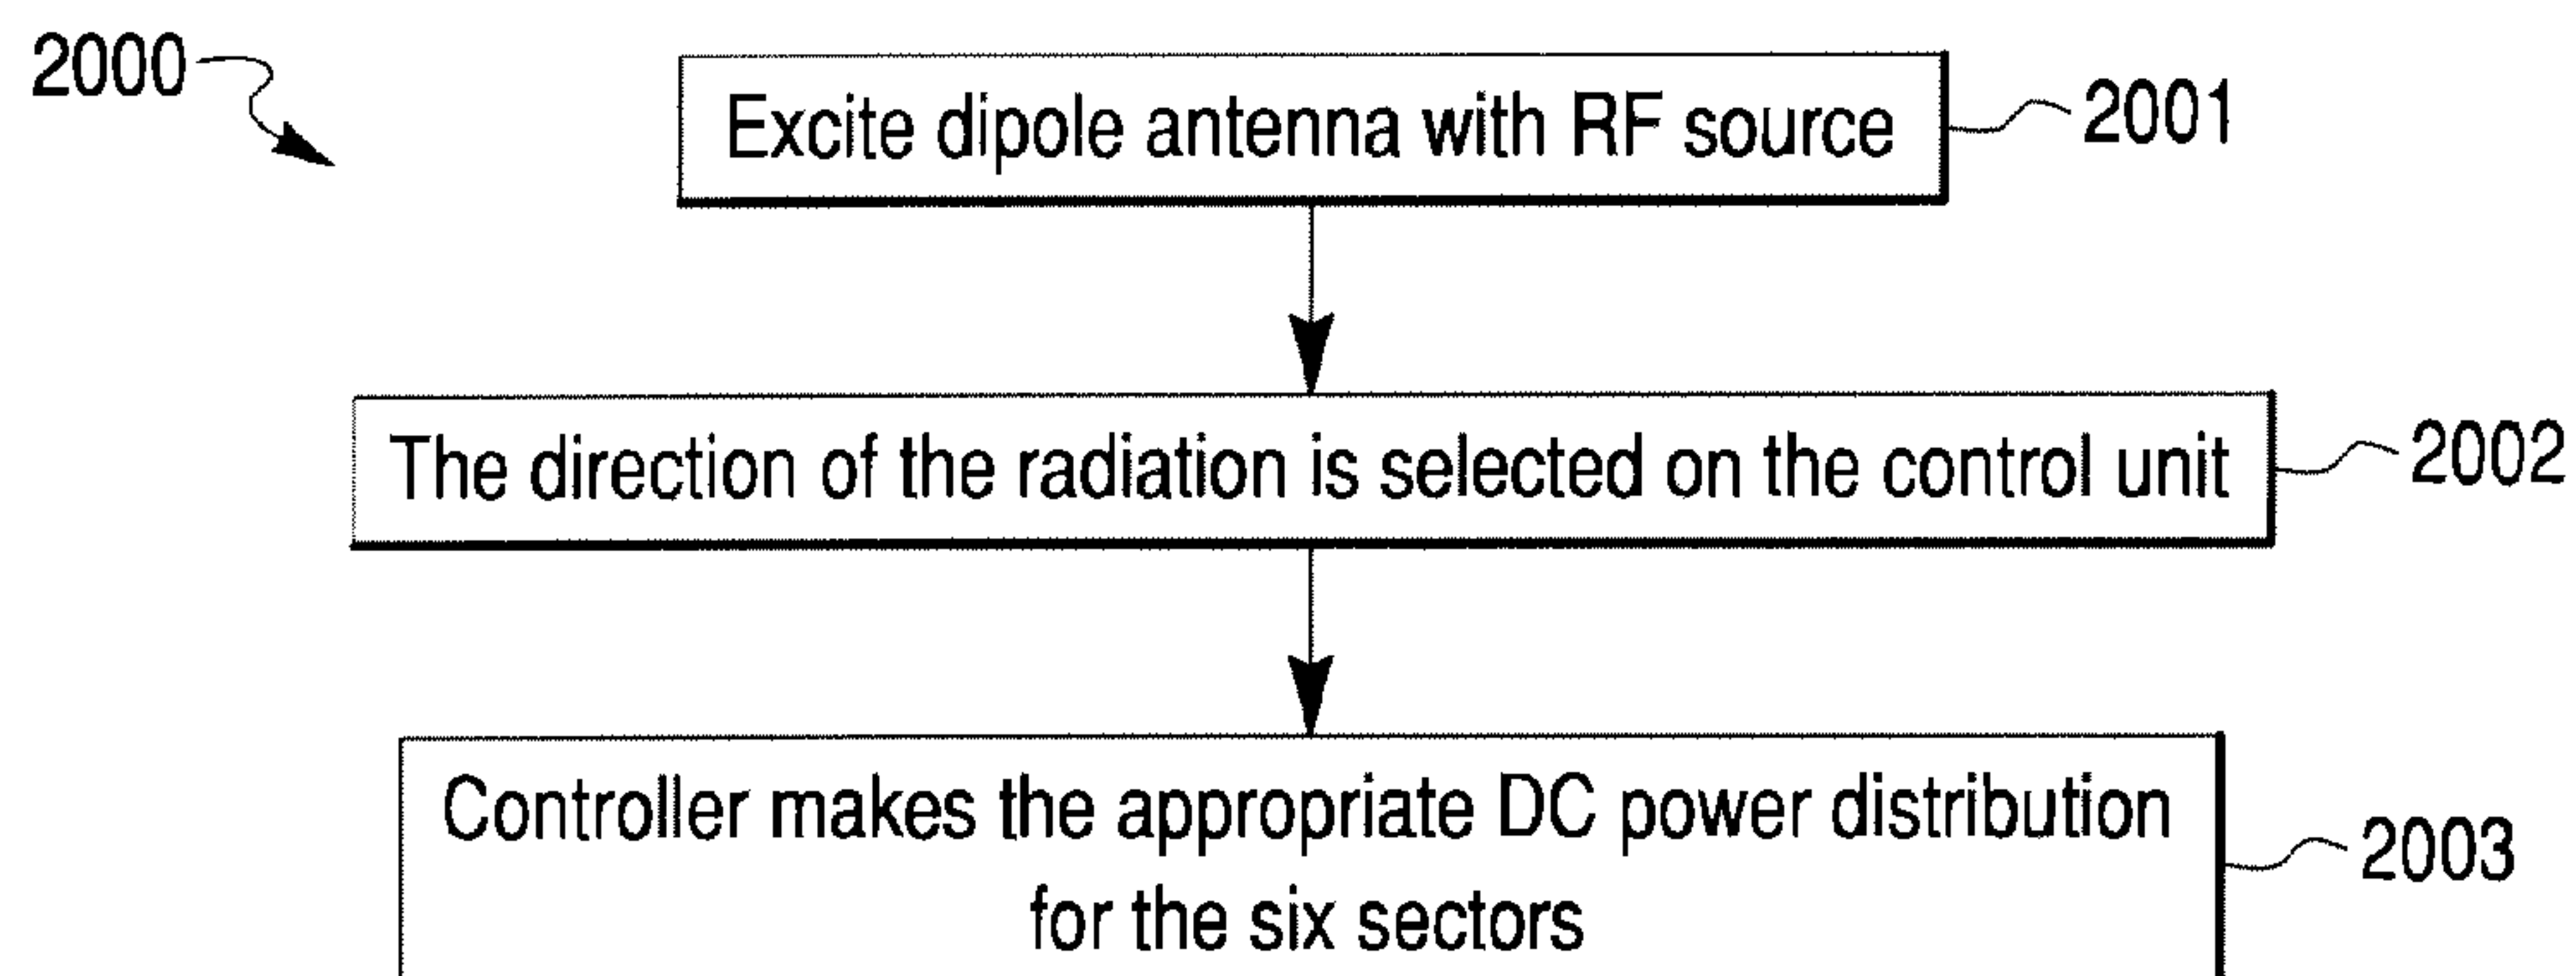 2000
Excite dipole antenna with RF source
2001
The direction of the radiation is selected on the control unit
2002
Controller makes the appropriate DC power distribution
for the six sectors
2003